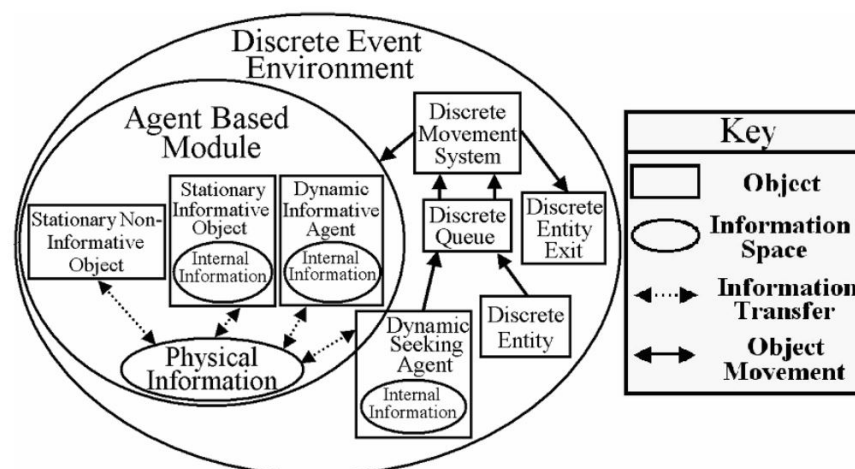 Discrete Event
Environment
Agent Based
Module
Discrete
Movement
System
Stationary Non-
Informative
Object
Stationary
Informative
Object
Internal
Information
Dynamic
Informative
Agent
Internal
Information
Discrete
Queue
Discrete
Entity
Exit
Physical
Information
Dynamic
Seeking
Agent
Internal
Information
Discrete
Entity
Key
Object
Information
Space
Information
Transfer
Object
Movement